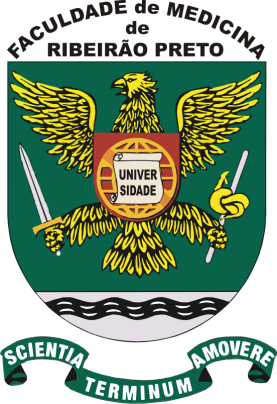 FACULDADE de MEDICINA
de
RIBEIRÃO PRETO
UNIVER
SIDADE
SCIENTIA
TERMINUM
AMOVERE